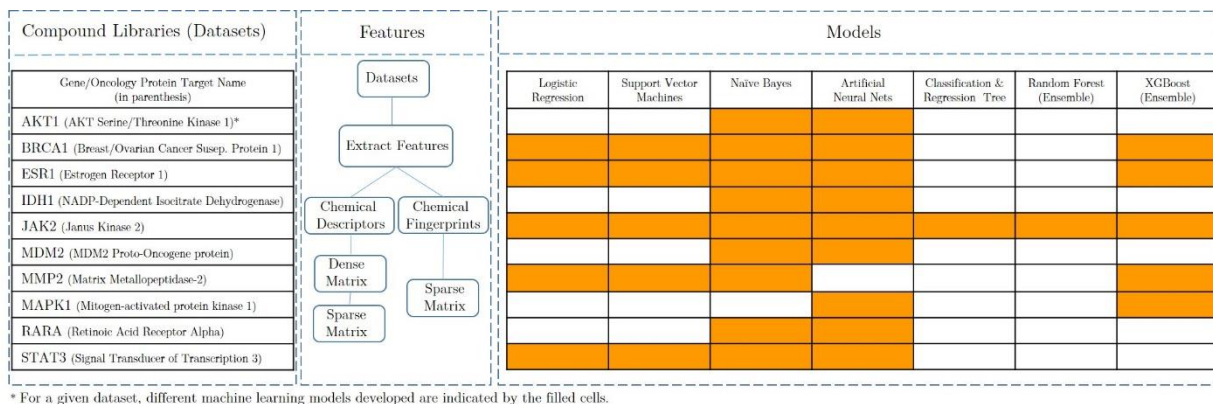 Compound Libraries (Datasets)
Gene/Oncology Protein Target Name
(in parenthesis)
AKT1 (AKT Serine/Threonine Kinase 1)*
BRCA1 (Breast/Ovarian Cancer Susep. Protein 1)
ESR1 (Estrogen Receptor 1)
IDH1 (NADP-Dependent Isocitrate Dehydrogenase)
JAK2 (Janus Kinase 2)
MDM2 (MDM2 Proto-Oncogene protein)
MMP2 (Matrix Metallopeptidase-2)
MAPK1 (Mitogen-activated protein kinase 1)
RARA (Retinoic Acid Receptor Alpha)
STAT3 (Signal Transducer of Transcription 3)
Features
Datasets
Extract Features
Chemical
Descriptors
Chemical
Fingerprints
Dense
Matrix
Sparse
Matrix
Sparse
Matrix
Models
Logistic
Regression
Support Vector
Machines
Naïve Bayes
Artificial
Neural Nets
Classification &
Regression Tree
Random Forest
(Ensemble)
XGBoost
(Ensemble)
* For a given dataset, different machine learning models developed are indicated by the filled cells.